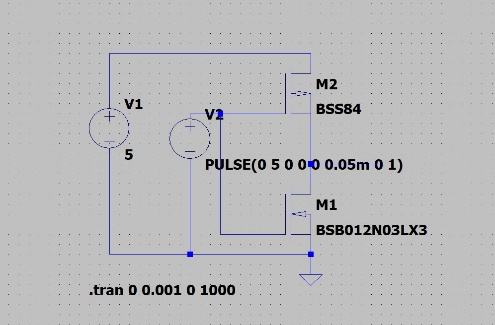 M2
V1
V2
BSS84
5
PULSE(0 5 0 0 0 0.05m 0 1)
M1
BSB012N03LX3
.tran 0 0.001 0 1000